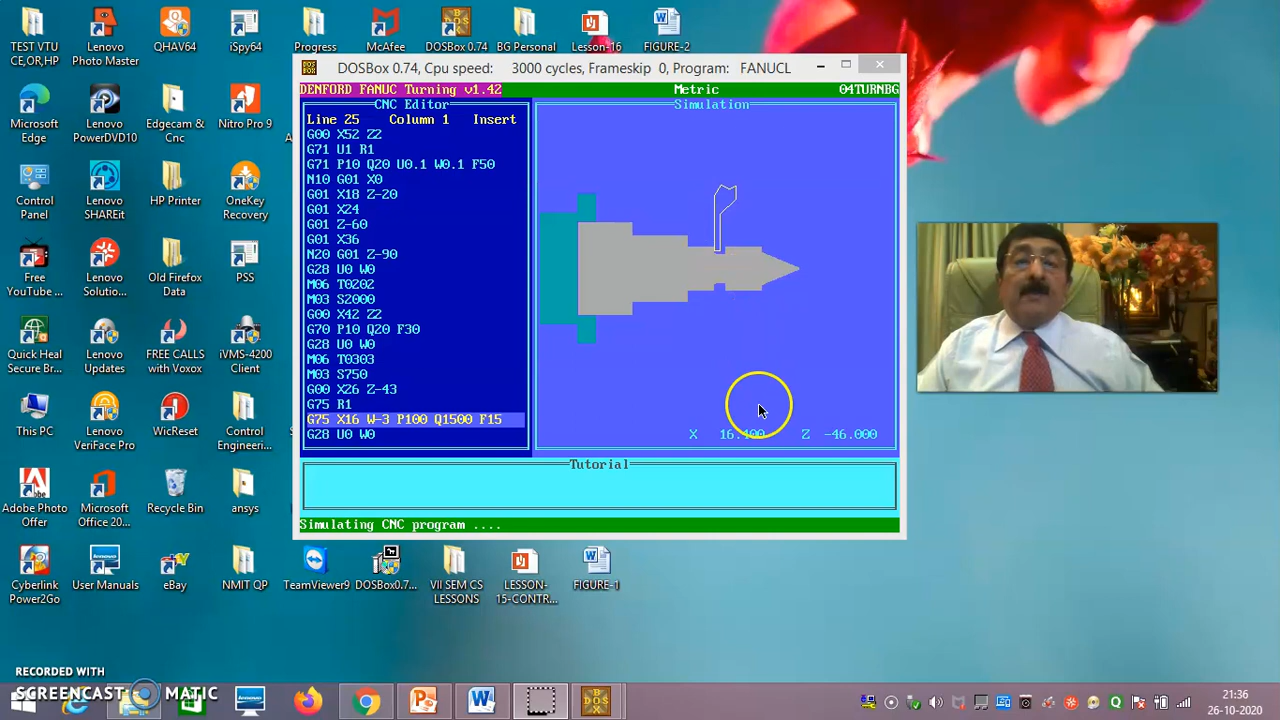 TEST VTU
CE,OR,HP
Lenovo
Photo Master
QHAV64
iSpy64
Progress
McAfee
DOSBox 0.74
BG Personal
Lesson-16
FIGURE-2
Microsoft
Edge
Lenovo
PowerDVD10
Edgecam &
Cnc
Nitro Pro 9
Control
Panel
Lenovo
SHAREit
HP Printer
OneKey
Recovery
Free
YouTube ...
Lenovo
Solutio...
Old Firefox
Data
PSS
Quick Heal
Secure Br...
Lenovo
Updates
FREE CALLS
with Voxox
iVMS-4200
Client
This PC
Lenovo
VeriFace Pro
WicReset
Control
Engineeri...
Adobe Photo
Offer
Microsoft
Office 20...
Recycle Bin
ansys
Cyberlink
Power2Go
User Manuals
eBay
NMIT QP
TeamViewer9
DOSBox0.7...
VII SEM CS
LESSONS
LESSON-
15-CONTR...
FIGURE-1
DOSBox 0.74, Cpu speed: 3000 cycles, Frameskip 0, Program: FANUCL
DENFORD FANUC Turning v1.42
Metric
04TURNBG
CNC Editor
Simulation
Line 25 Column 1 Insert
G00 X52 Z2
G71 U1 R1
G71 P10 Q20 U0.1 W0.1 F50
N10 G01 X0
G01 X18 Z-20
G01 X24
G01 Z-60
G01 X36
N20 G01 Z-90
G28 U0 W0
M06 T0202
M03 S2000
G00 X42 Z2
G70 P10 Q20 F30
G28 U0 W0
M06 T0303
M03 S750
G00 X26 Z-43
G75 R1
G75 X16 W-3 P100 Q1500 F15
G28 U0 W0
X 16.400 Z -46.000
Tutorial
Simulating CNC program ....
RECORDED WITH
SCREENCAST MATIC
21:36
26-10-2020